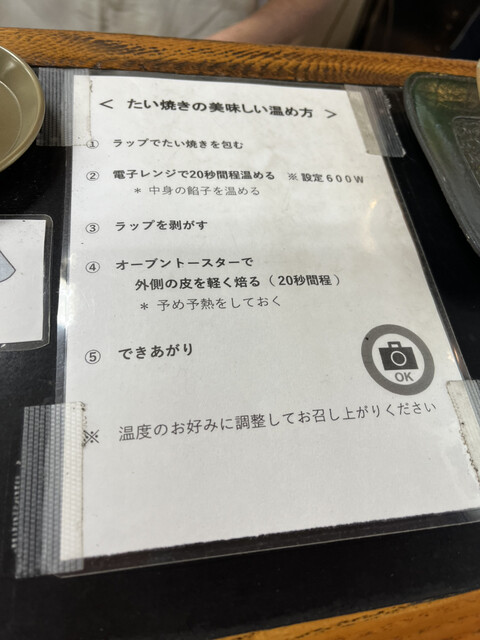 ＜ たい焼きの美味しい温め方 ＞
① ラップでたい焼きを包む
② 電子レンジで20秒間程温める ※設定６００Ｗ
＊ 中身の餡子を温める
③ ラップを剥がす
④ オーブントースターで
外側の皮を軽く焙る（20秒間程）
＊ 予め予熱をしておく
⑤ できあがり
OK
※ 温度のお好みに調整してお召し上がりください